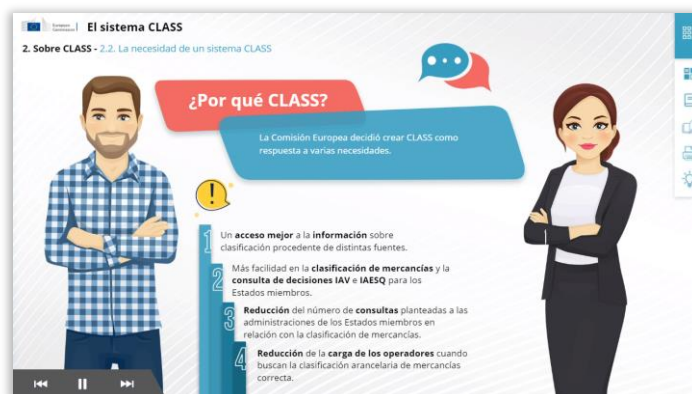 European Commission
El sistema CLASS
2. Sobre CLASS - 2.2. La necesidad de un sistema CLASS
¿Por qué CLASS?
La Comisión Europea decidió crear CLASS como
respuesta a varias necesidades.
!
1 Un acceso mejor a la información sobre
clasificación procedente de distintas fuentes.
2 Más facilidad en la clasificación de mercancías y la
consulta de decisiones IAV e IAESQ para los
Estados miembros.
3 Reducción del número de consultas planteadas a las
administraciones de los Estados miembros en
relación con la clasificación de mercancías.
4 Reducción de la carga de los operadores cuando
buscan la clasificación arancelaria de mercancías
correcta.